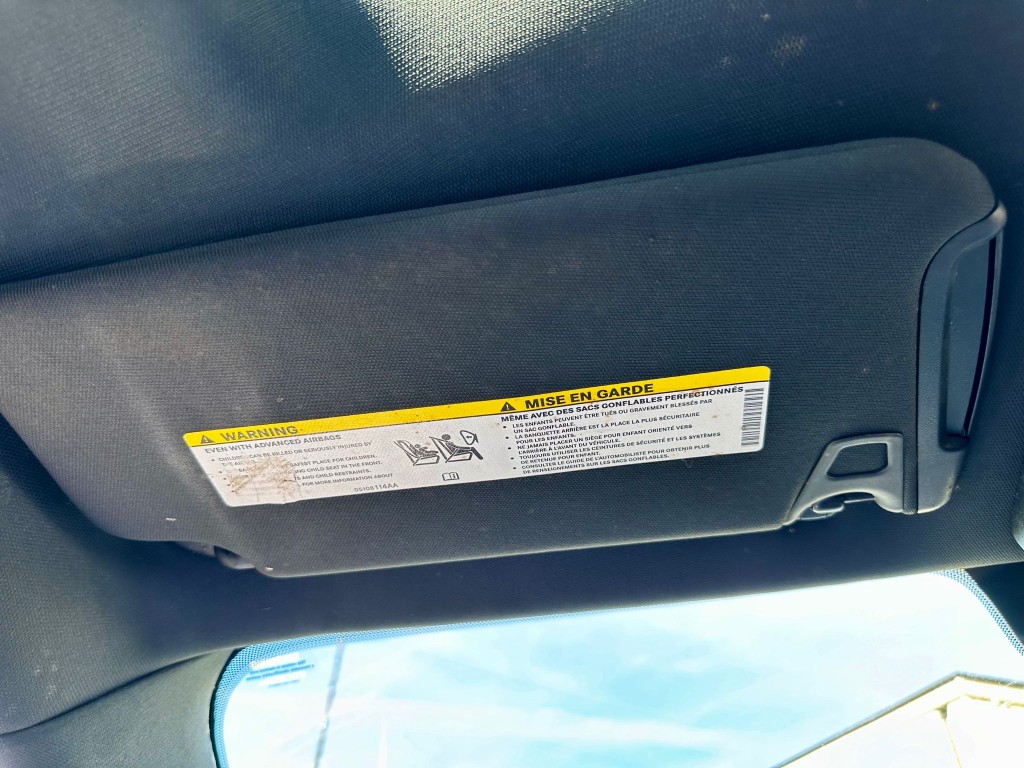 WARNING
EVEN WITH ADVANCED AIRBAGS
• CHILDREN CAN BE KILLED OR SERIOUSLY INJURED BY
SAFEST PLACE FOR CHILDREN.
CHILD SEAT IN THE FRONT.
AND CHILD RESTRAINTS.
FOR MORE INFORMATION ABOUT
05108114AA
MISE EN GARDE
MÊME AVEC DES SACS GONFLABLES PERFECTIONNÉS
• LES ENFANTS PEUVENT ÊTRE TUÉS OU GRAVEMENT BLESSÉS PAR
UN SAC GONFLABLE.
• LA BANQUETTE ARRIÈRE EST LA PLACE LA PLUS SÉCURITAIRE
POUR LES ENFANTS.
• NE JAMAIS PLACER UN SIÈGE POUR ENFANT ORIENTÉ VERS
L'ARRIÈRE À L'AVANT DU VÉHICULE.
• TOUJOURS UTILISER LES CEINTURES DE SÉCURITÉ ET LES SYSTÈMES
DE RETENUE POUR ENFANT.
• CONSULTER LE GUIDE DE L'AUTOMOBILISTE POUR OBTENIR PLUS
DE RENSEIGNEMENTS SUR LES SACS GONFLABLES.